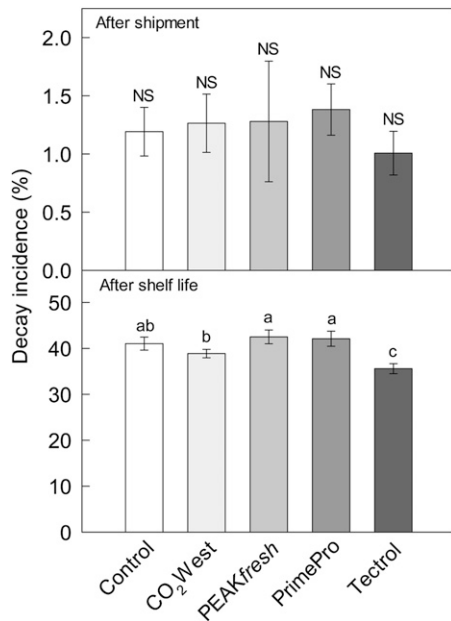 After shipment
2.0
NS
NS
NS
NS
NS
1.5
1.0
0.5
0.0
Decay incidence (%)
After shelf life
50
ab
b
a
a
c
40
30
20
10
0
Control
CO2West
PEAKfresh
PrimePro
Tectrol